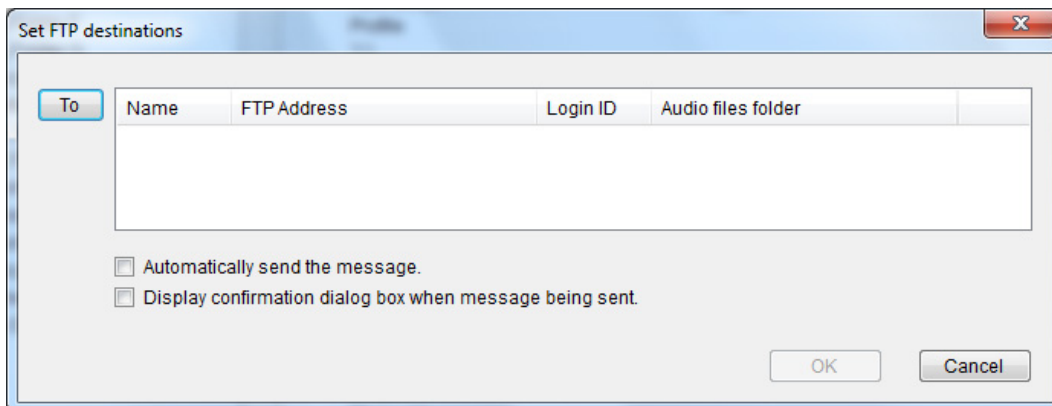 Set FTP destinations
Profile
To
Name FTP Address Login ID Audio files folder
Automatically send the message.
Display confirmation dialog box when message being sent.
OK Cancel